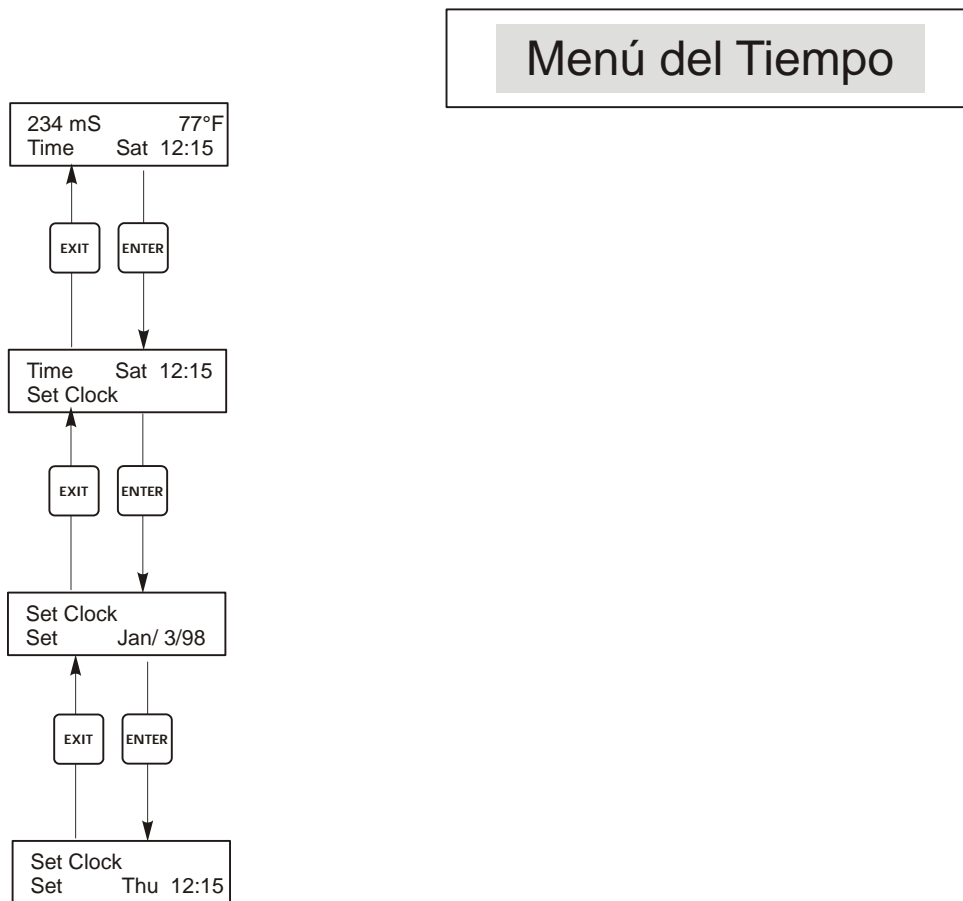 Menú del Tiempo
234 mS 77°F
Time Sat 12:15
EXIT ENTER
Time Sat 12:15
Set Clock
EXIT ENTER
Set Clock
Set Jan/ 3/98
EXIT ENTER
Set Clock
Set Thu 12:15